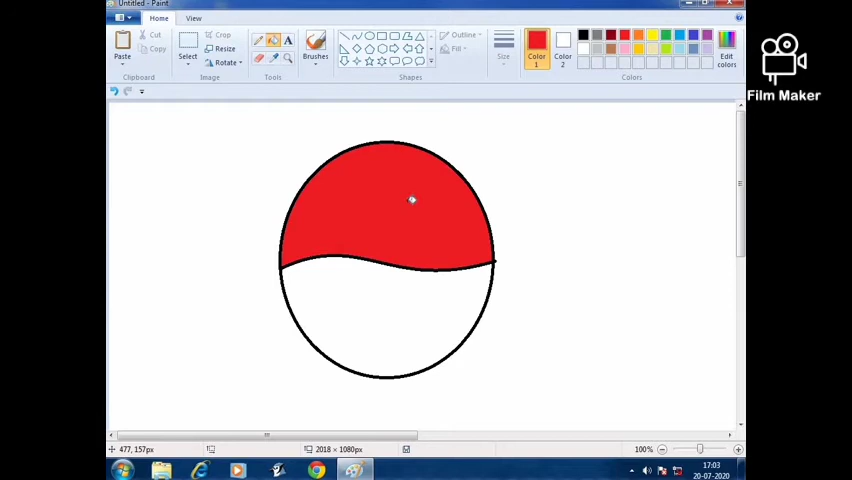 Untitled - Paint
Home View
Cut
Copy
Paste
Clipboard
Crop
Resize
Rotate
Select
Image
A
Tools
Brushes
Outline
Fill
Shapes
Size
Color
1
Color
2
Edit
colors
Colors
Film Maker
477, 157px
2018 × 1080px
100%
17:03
20-07-2020